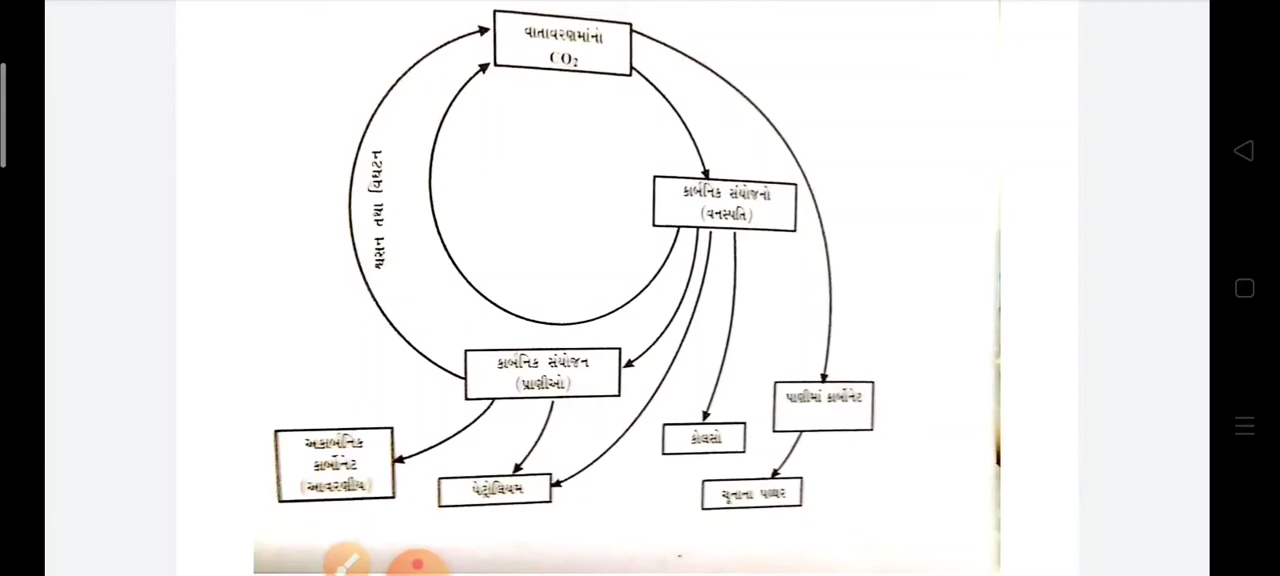 વાતાવરણમાંનો
CO₂
કાર્બનિક સંયોજનો
(વનસ્પતિ)
શ્વસન તથા વિઘટન
કાર્બનિક સંયોજન
(પ્રાણીઓ)
પાણીમાં કાર્બોનેટ
અકાર્બનિક
કાર્બોનેટ
(આવરણીય)
કોલસો
પેટ્રોલિયમ
ચૂનાના પથ્થર